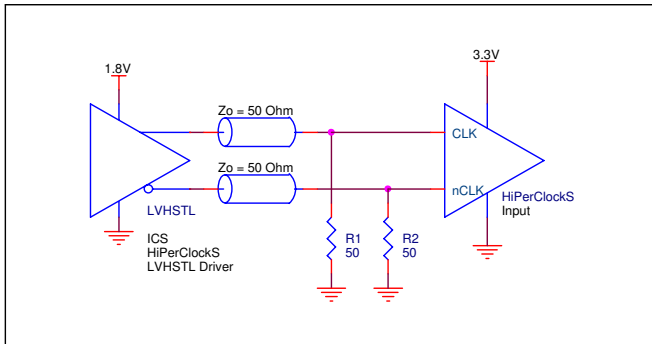 1.8V
3.3V
Zo = 50 Ohm
CLK
Zo = 50 Ohm
nCLK
LVHSTL
HiPerClockS
Input
ICS
HiPerClockS
LVHSTL Driver
R1
50
R2
50